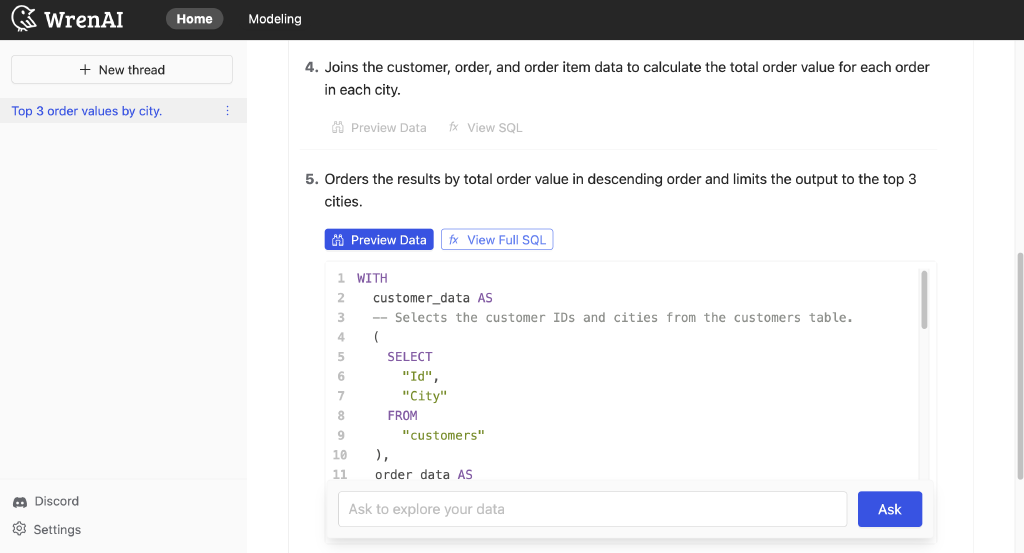 WrenAI
Home
Modeling
+ New thread
Top 3 order values by city.
Discord
Settings
4. Joins the customer, order, and order item data to calculate the total order value for each order
in each city.
Preview Data
fx View SQL
5. Orders the results by total order value in descending order and limits the output to the top 3
cities.
Preview Data
fx View Full SQL
1 WITH
2 customer_data AS
3 -- Selects the customer IDs and cities from the customers table.
4 (
5 SELECT
6 "Id",
7 "City"
8 FROM
9 "customers"
10 ),
11 order_data AS
Ask to explore your data
Ask